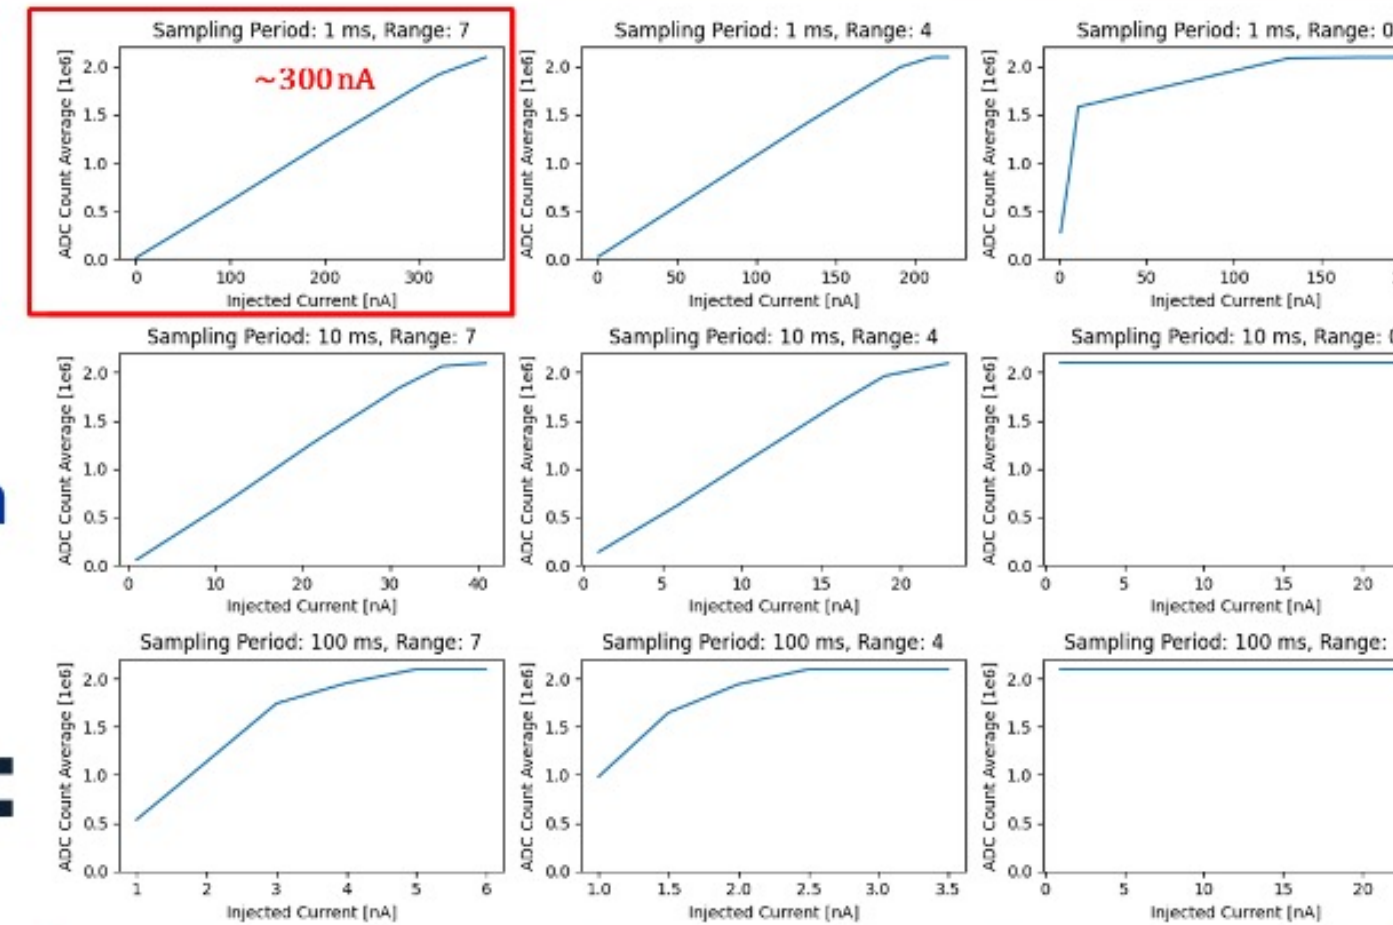 Sampling Period: 1 ms, Range: 7
~300 nA
ADC Count Average [1e6]
2.0
1.5
1.0
0.5
0.0
0 100 200 300
Injected Current [nA]
Sampling Period: 1 ms, Range: 4
ADC Count Average [1e6]
2.0
1.5
1.0
0.5
0.0
0 50 100 150 200
Injected Current [nA]
Sampling Period: 1 ms, Range: 0
ADC Count Average [1e6]
2.0
1.5
1.0
0.5
0.0
0 50 100 150
Injected Current [nA]
Sampling Period: 10 ms, Range: 7
ADC Count Average [1e6]
2.0
1.5
1.0
0.5
0.0
0 10 20 30 40
Injected Current [nA]
Sampling Period: 10 ms, Range: 4
ADC Count Average [1e6]
2.0
1.5
1.0
0.5
0.0
0 5 10 15 20
Injected Current [nA]
Sampling Period: 10 ms, Range: 0
ADC Count Average [1e6]
2.0
1.5
1.0
0.5
0.0
0 5 10 15 20
Injected Current [nA]
Sampling Period: 100 ms, Range: 7
ADC Count Average [1e6]
2.0
1.5
1.0
0.5
0.0
1 2 3 4 5 6
Injected Current [nA]
Sampling Period: 100 ms, Range: 4
ADC Count Average [1e6]
2.0
1.5
1.0
0.5
0.0
1.0 1.5 2.0 2.5 3.0 3.5
Injected Current [nA]
Sampling Period: 100 ms, Range:
ADC Count Average [1e6]
2.0
1.5
1.0
0.5
0.0
0 5 10 15 20
Injected Current [nA]